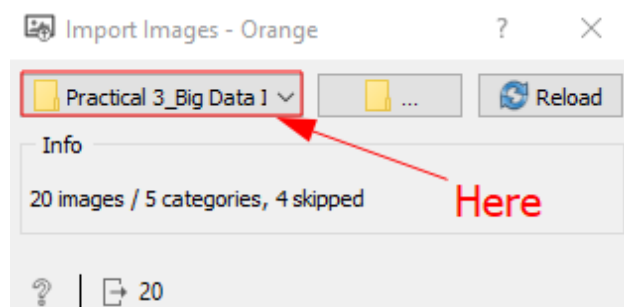 Import Images - Orange ? ×
Practical 3_Big Data I ... Reload
Info
20 images / 5 categories, 4 skipped
Here
? 20